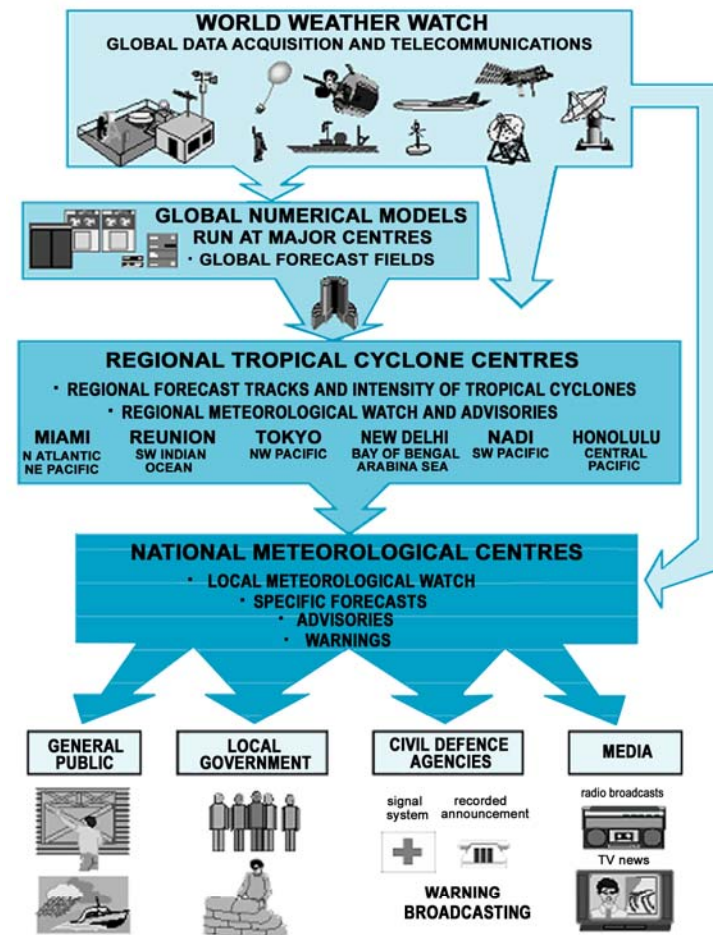 WORLD WEATHER WATCH
GLOBAL DATA ACQUISITION AND TELECOMMUNICATIONS
GLOBAL NUMERICAL MODELS
RUN AT MAJOR CENTRES
· GLOBAL FORECAST FIELDS
REGIONAL TROPICAL CYCLONE CENTRES
· REGIONAL FORECAST TRACKS AND INTENSITY OF TROPICAL CYCLONES
· REGIONAL METEOROLOGICAL WATCH AND ADVISORIES
MIAMI
N ATLANTIC
NE PACIFIC
REUNION
SW INDIAN
OCEAN
TOKYO
NW PACIFIC
NEW DELHI
BAY OF BENGAL
ARABINA SEA
NADI
SW PACIFIC
HONOLULU
CENTRAL
PACIFIC
NATIONAL METEOROLOGICAL CENTRES
· LOCAL METEOROLOGICAL WATCH
· SPECIFIC FORECASTS
· ADVISORIES
· WARNINGS
GENERAL
PUBLIC
LOCAL
GOVERNMENT
CIVIL DEFENCE
AGENCIES
signal
system
recorded
announcement
WARNING
BROADCASTING
MEDIA
radio broadcasts
TV news